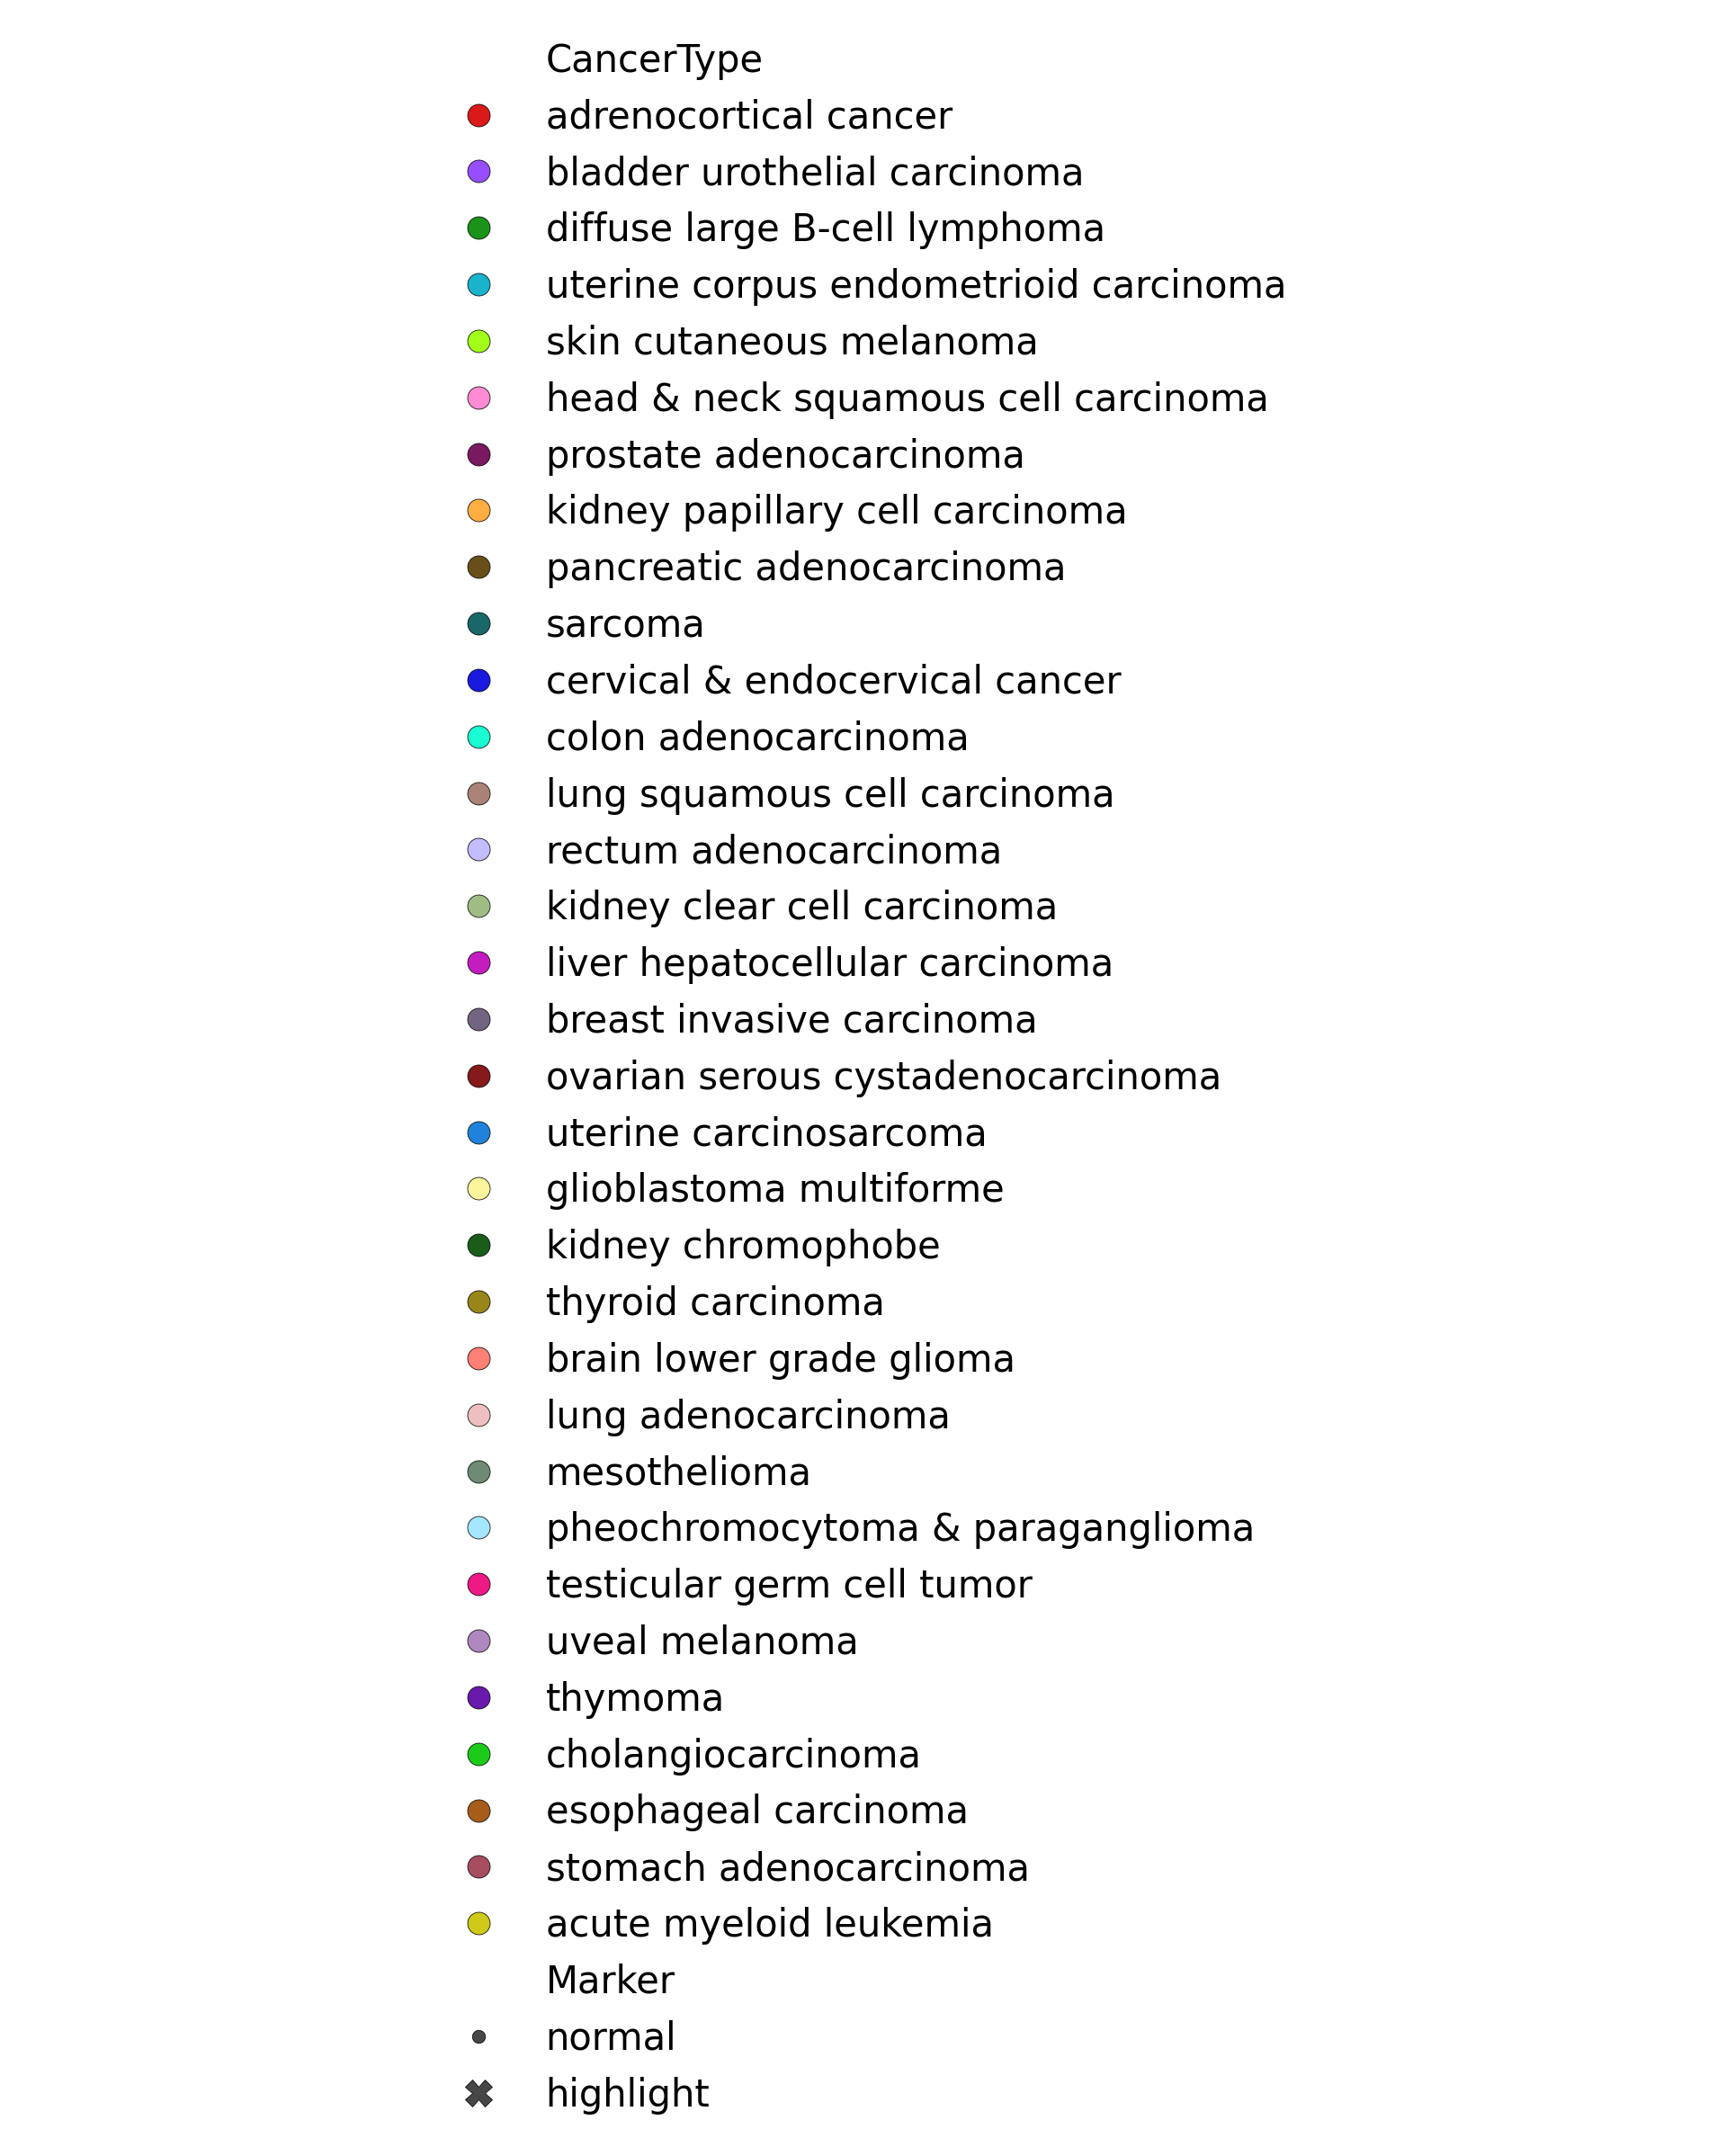 CancerType
adrenocortical cancer
bladder urothelial carcinoma
diffuse large B-cell lymphoma
uterine corpus endometrioid carcinoma
skin cutaneous melanoma
head & neck squamous cell carcinoma
prostate adenocarcinoma
kidney papillary cell carcinoma
pancreatic adenocarcinoma
sarcoma
cervical & endocervical cancer
colon adenocarcinoma
lung squamous cell carcinoma
rectum adenocarcinoma
kidney clear cell carcinoma
liver hepatocellular carcinoma
breast invasive carcinoma
ovarian serous cystadenocarcinoma
uterine carcinosarcoma
glioblastoma multiforme
kidney chromophobe
thyroid carcinoma
brain lower grade glioma
lung adenocarcinoma
mesothelioma
pheochromocytoma & paraganglioma
testicular germ cell tumor
uveal melanoma
thymoma
cholangiocarcinoma
esophageal carcinoma
stomach adenocarcinoma
acute myeloid leukemia
Marker
normal
highlight